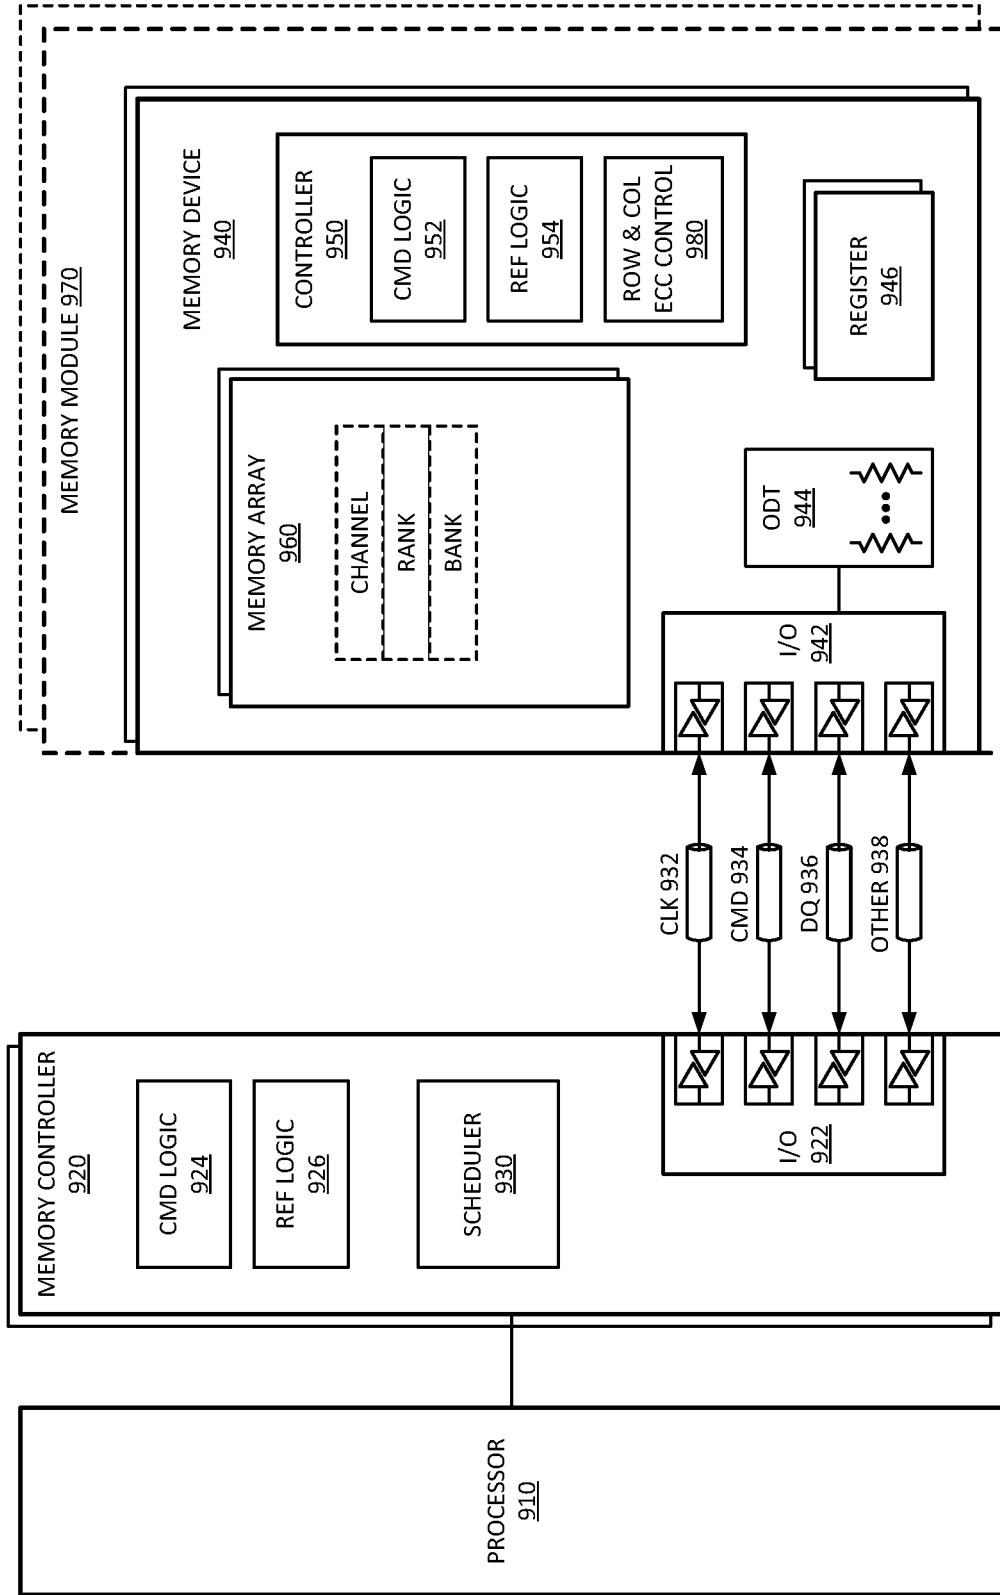 PROCESSOR
910
MEMORY CONTROLLER
920
CMD LOGIC
924
REF LOGIC
926
SCHEDULER
930
I/O
922
CLK 932
CMD 934
DQ 936
OTHER 938
MEMORY MODULE 970
MEMORY DEVICE
940
MEMORY ARRAY
960
CHANNEL
RANK
BANK
CONTROLLER
950
CMD LOGIC
952
REF LOGIC
954
ROW & COL
ECC CONTROL
980
I/O
942
ODT
944
REGISTER
946